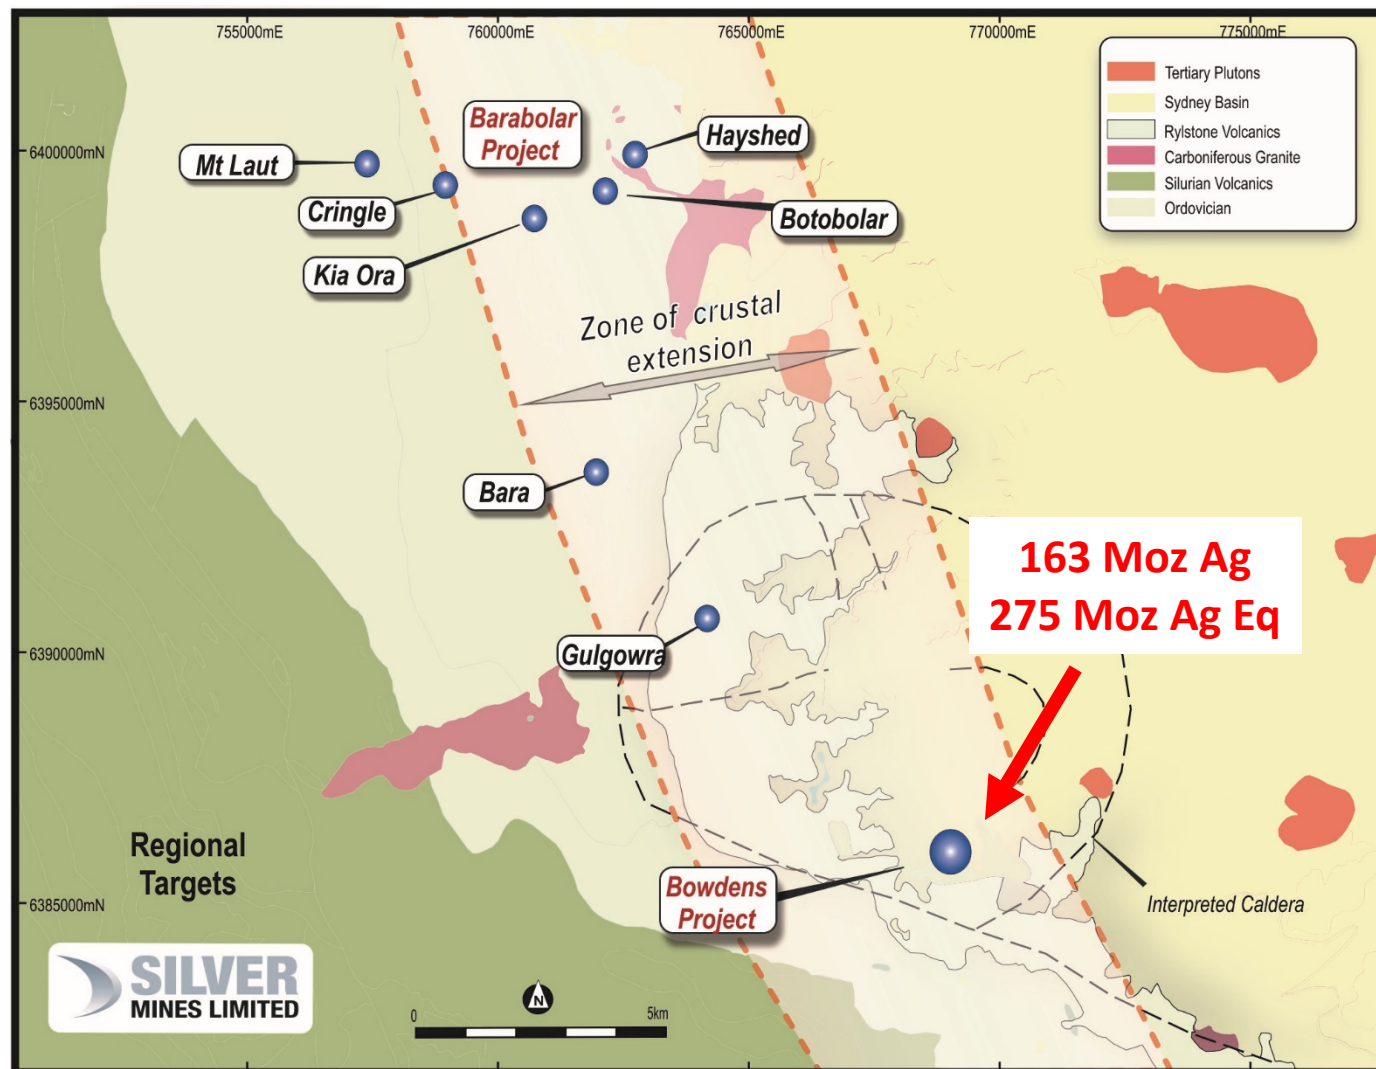 755000mE
760000mE
765000mE
770000mE
775000mE
Tertiary Plutons
Sydney Basin
Rylstone Volcanics
Carboniferous Granite
Silurian Volcanics
Ordovician
6400000mN
6395000mN
6390000mN
6385000mN
Barabolar
Project
Hayshed
Mt Laut
Cringle
Botobolar
Kia Ora
Zone of crustal
extension
Bara
163 Moz Ag
275 Moz Ag Eq
Gulgowra
Regional
Targets
Bowdens
Project
Interpreted Caldera
SILVER
MINES LIMITED
N
0
5km